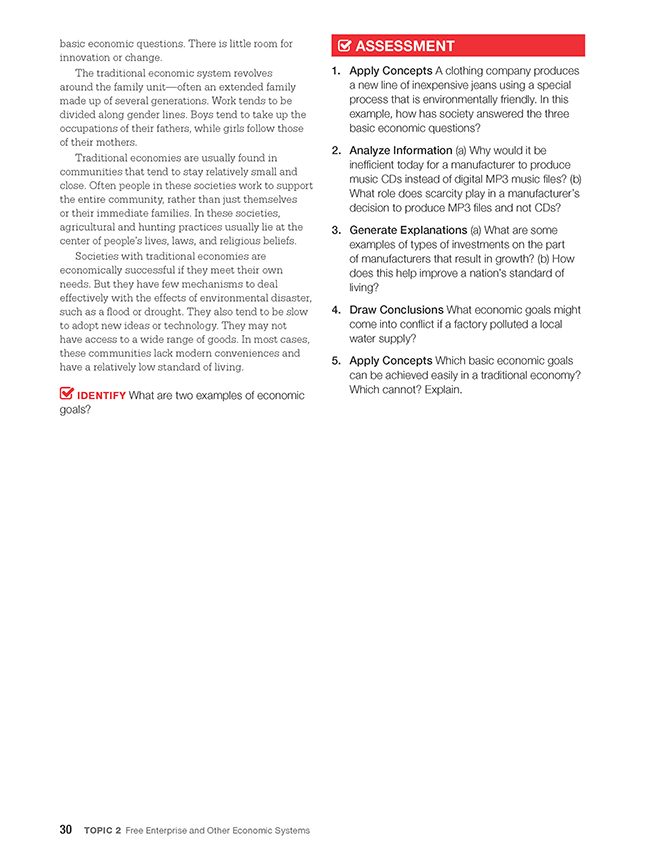 basic economic questions. There is little room for
innovation or change.
The traditional economic system revolves
around the family unit—often an extended family
made up of several generations. Work tends to be
divided along gender lines. Boys tend to take up the
occupations of their fathers, while girls follow those
of their mothers.
Traditional economies are usually found in
communities that tend to stay relatively small and
close. Often people in these societies work to support
the entire community, rather than just themselves
or their immediate families. In these societies,
agricultural and hunting practices usually lie at the
center of people's lives, laws, and religious beliefs.
Societies with traditional economies are
economically successful if they meet their own
needs. But they have few mechanisms to deal
effectively with the effects of environmental disaster,
such as a flood or drought. They also tend to be slow
to adopt new ideas or technology. They may not
have access to a wide range of goods. In most cases,
these communities lack modern conveniences and
have a relatively low standard of living.
IDENTIFY What are two examples of economic
goals?
ASSESSMENT
1. Apply Concepts A clothing company produces
a new line of inexpensive jeans using a special
process that is environmentally friendly. In this
example, how has society answered the three
basic economic questions?
2. Analyze Information (a) Why would it be
inefficient today for a manufacturer to produce
music CDs instead of digital MP3 music files? (b)
What role does scarcity play in a manufacturer's
decision to produce MP3 files and not CDs?
3. Generate Explanations (a) What are some
examples of types of investments on the part
of manufacturers that result in growth? (b) How
does this help improve a nation's standard of
living?
4. Draw Conclusions What economic goals might
come into conflict if a factory polluted a local
water supply?
5. Apply Concepts Which basic economic goals
can be achieved easily in a traditional economy?
Which cannot? Explain.
30 TOPIC 2 Free Enterprise and Other Economic Systems